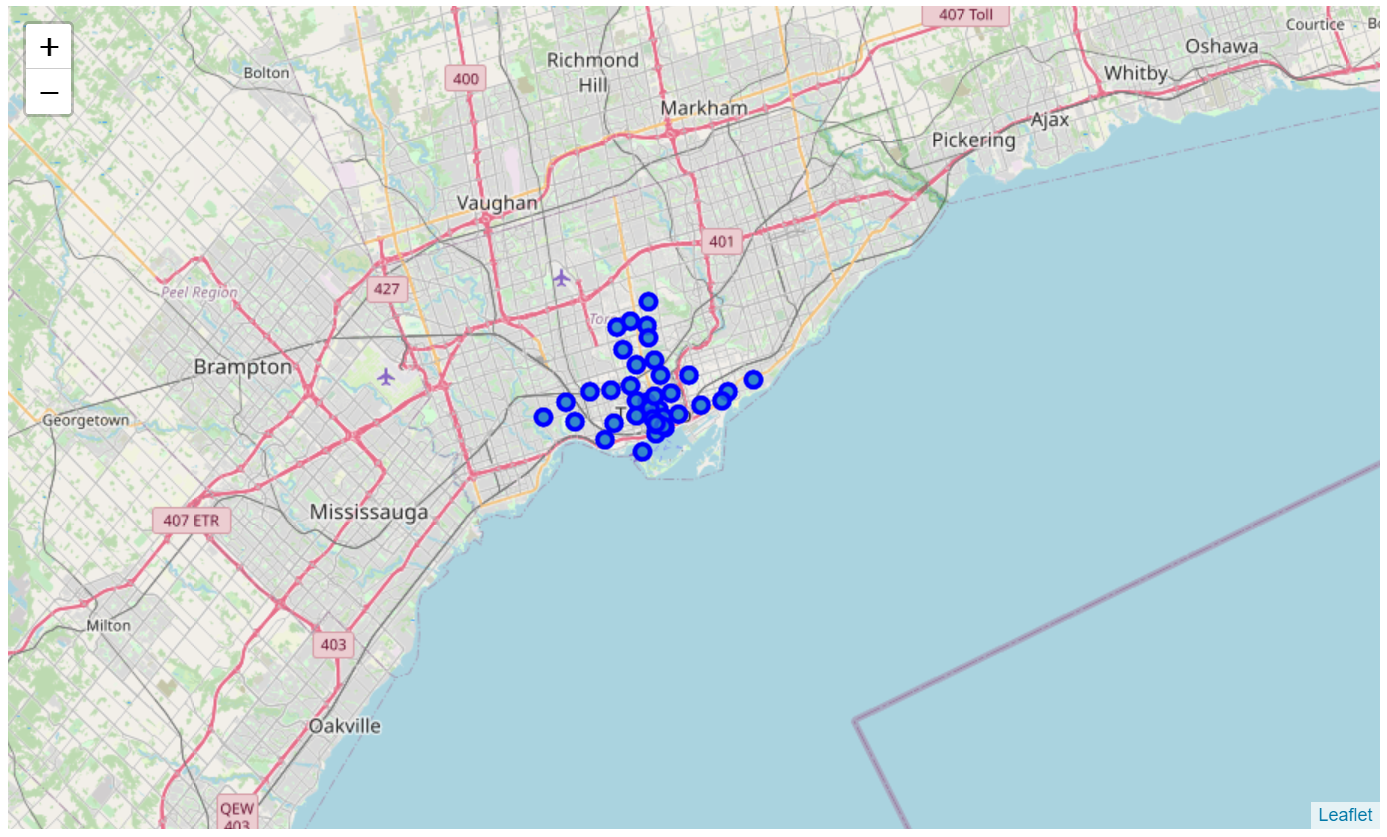 407 Toll
Courtice
+
Oshawa
Richmond
Hill
Bolton
400
Whitby
−
Markham
Ajax
Pickering
Vaughan
401
427
Peel Region
Brampton
Georgetown
Mississauga
407 ETR
Milton
403
Oakville
QEW
403
Leaflet